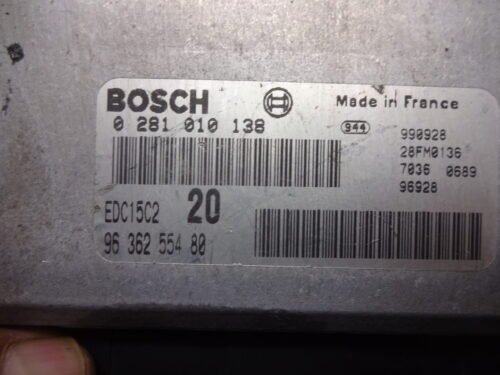 BOSCH
Made in France
0 281 010 138
944
990928
28FM0136
7036 0689
96928
EDC15C2 20
96 362 554 80